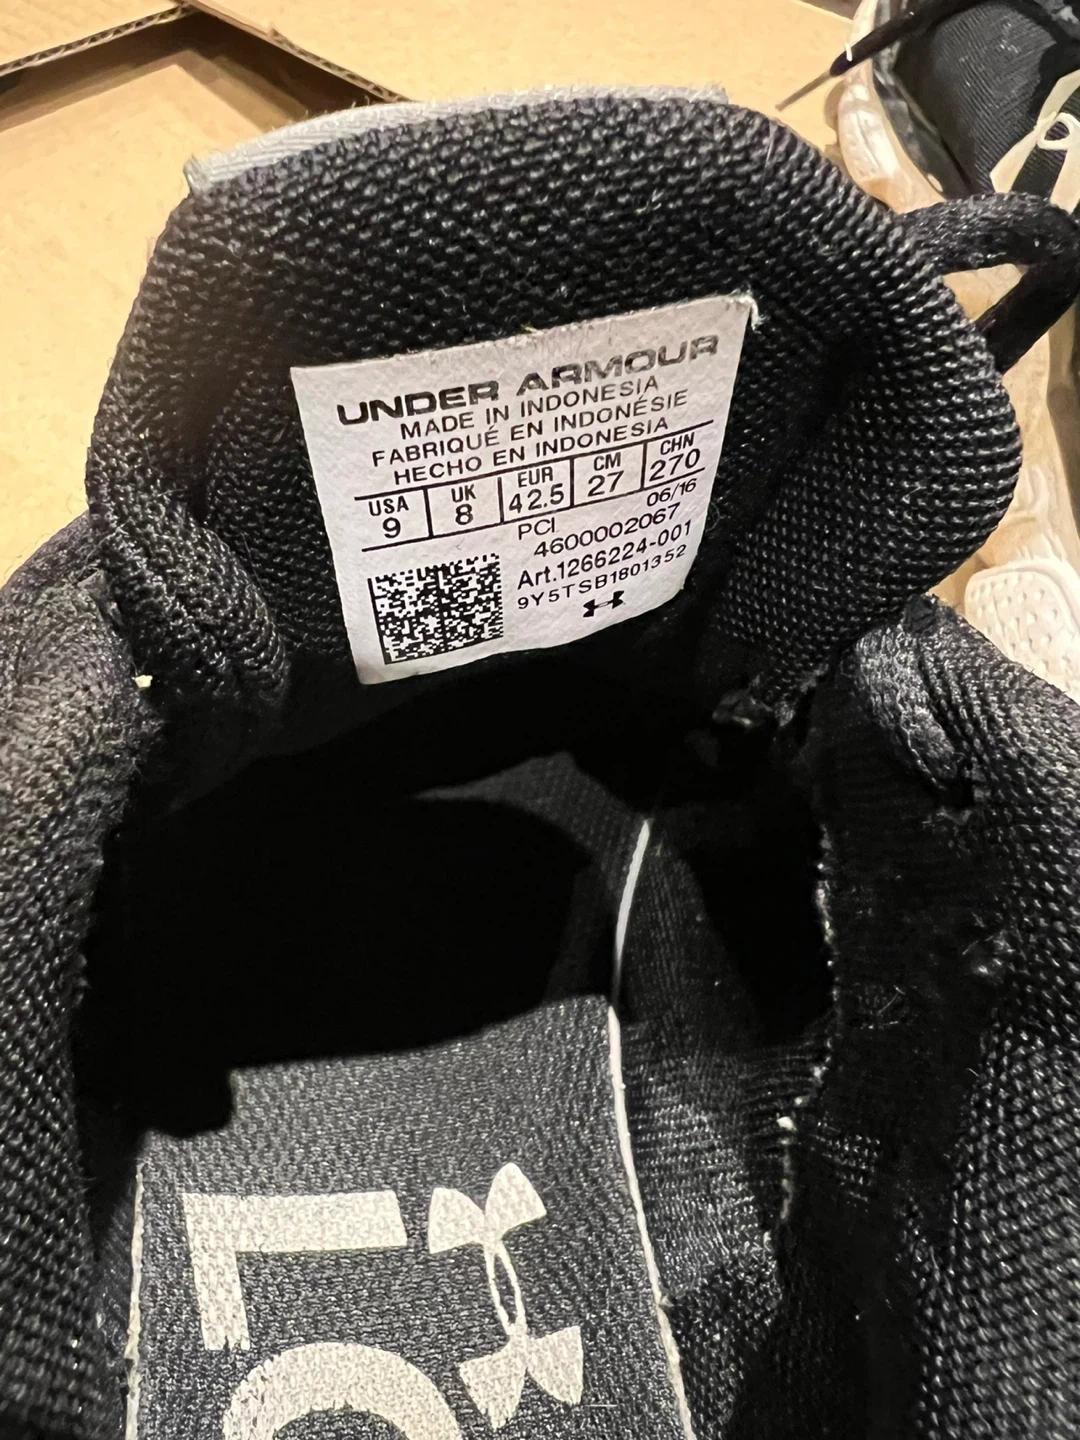 UNDER ARMOUR
MADE IN INDONESIA
FABRIQUÉ EN INDONÉSIE
HECHO EN INDONESIA
USA UK EUR CM CHN
9 8 42.5 27 270
PCI 06/16
4600002067
Art.1266224-001
9Y5TSB1801352